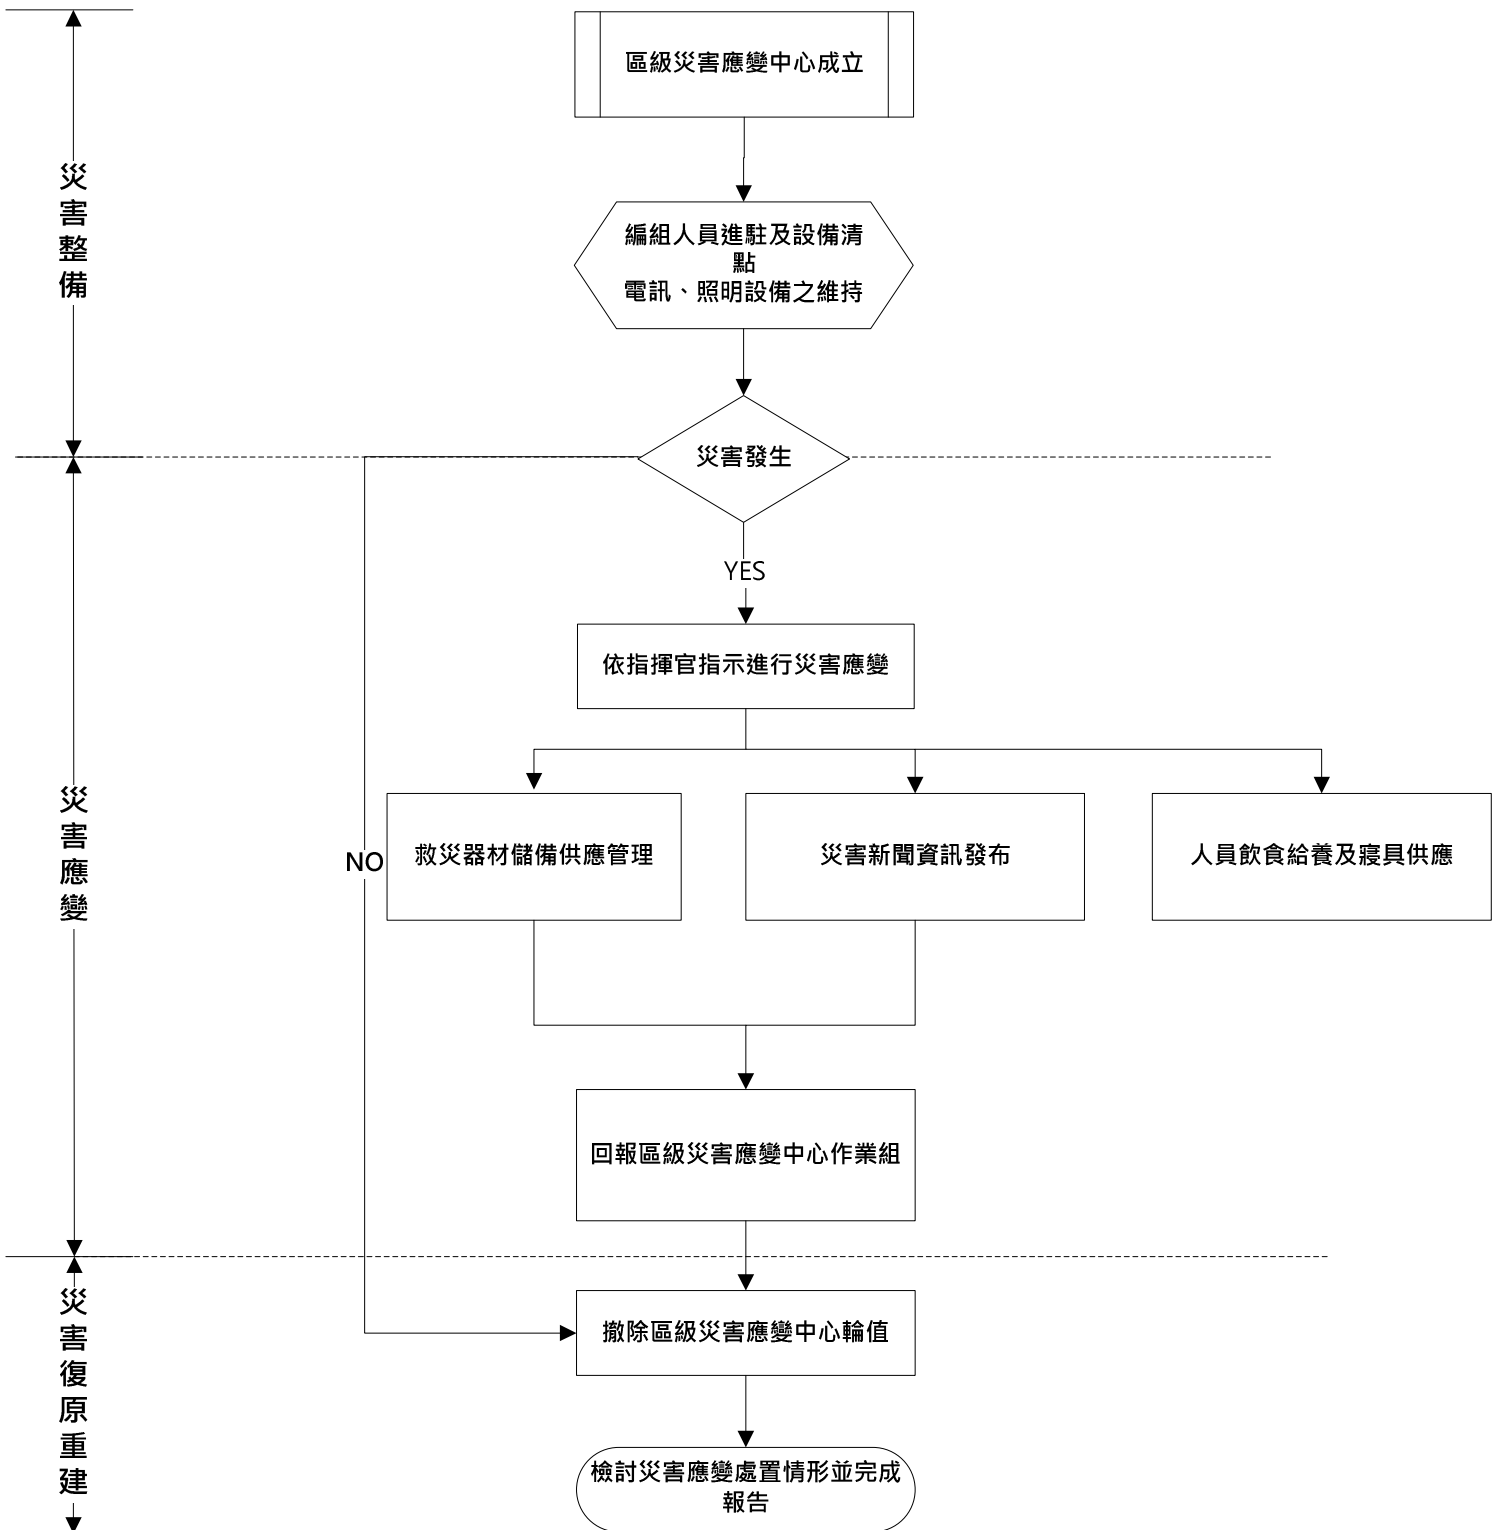 區級災害應變中心成立
災害整備
編組人員進駐及設備清
點
電訊、照明設備之維持
災害發生
YES
依指揮官指示進行災害應變
災害應變
NO
救災器材儲備供應管理
災害新聞資訊發布
人員飲食給養及寢具供應
回報區級災害應變中心作業組
災害復原重建
撤除區級災害應變中心輪值
檢討災害應變處置情形並完成
報告